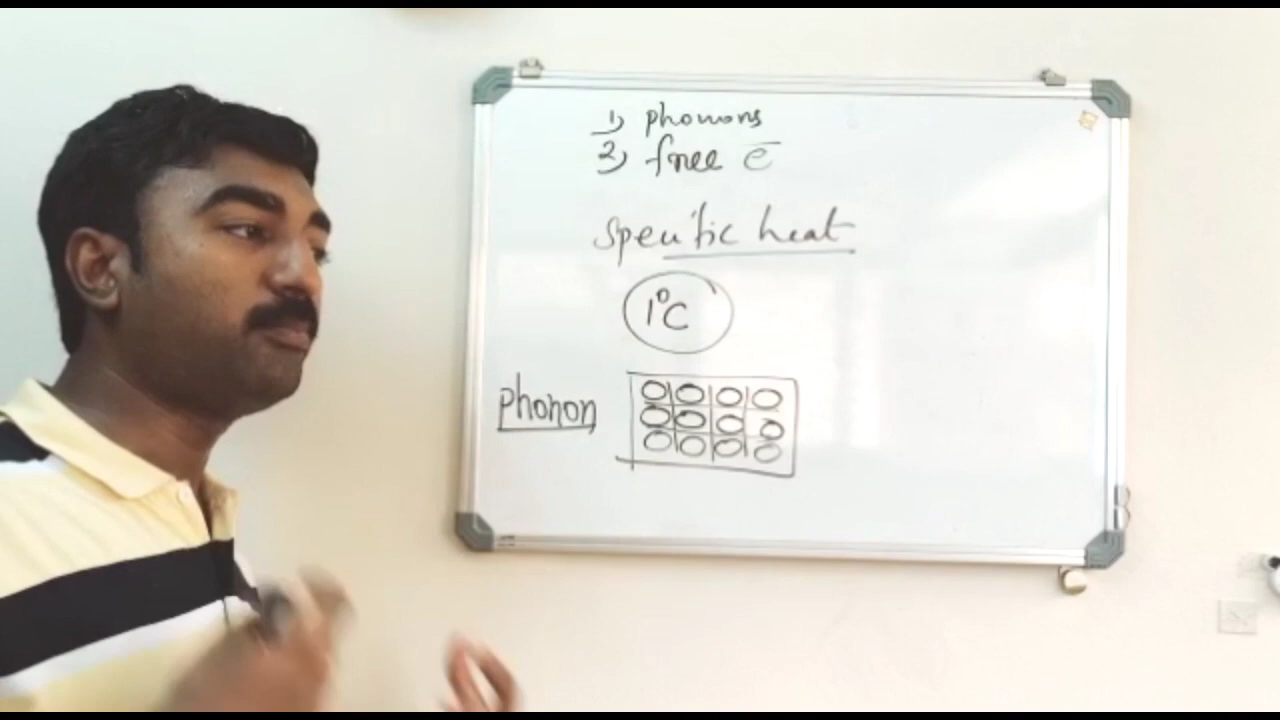 1) phonons
2) free e̅
specific heat
1°C
phonon